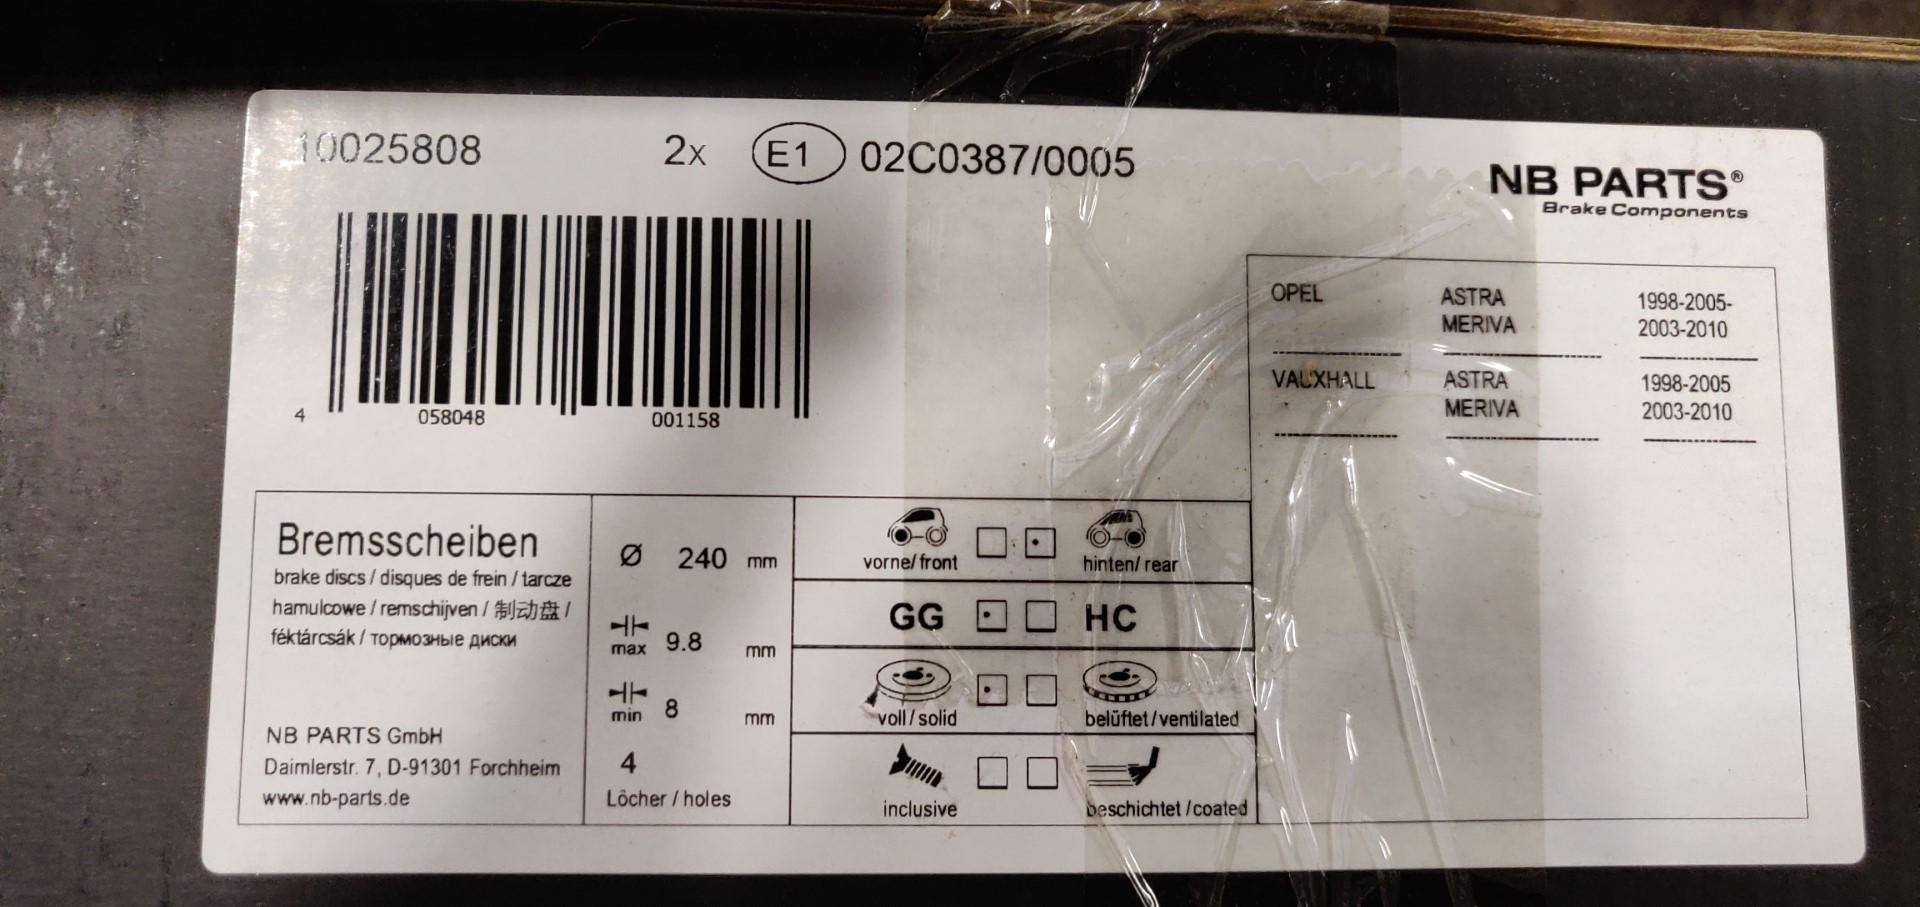 10025808 2x E1 02C0387/0005
NB PARTS®
Brake Components
4 058048 001158
OPEL ASTRA 1998-2005-
MERIVA 2003-2010
VAUXHALL ASTRA 1998-2005
MERIVA 2003-2010
Bremsscheiben
brake discs / disques de frein / tarcze
hamulcowe / remschijven / 制动盘 /
féktárcsák / тормозные диски
NB PARTS GmbH
Daimlerstr. 7, D-91301 Forchheim
www.nb-parts.de
Ø 240 mm
max 9.8 mm
min 8 mm
4
Löcher / holes
vorne/ front hinten/ rear
GG HC
voll / solid belüftet / ventilated
inclusive beschichtet / coated